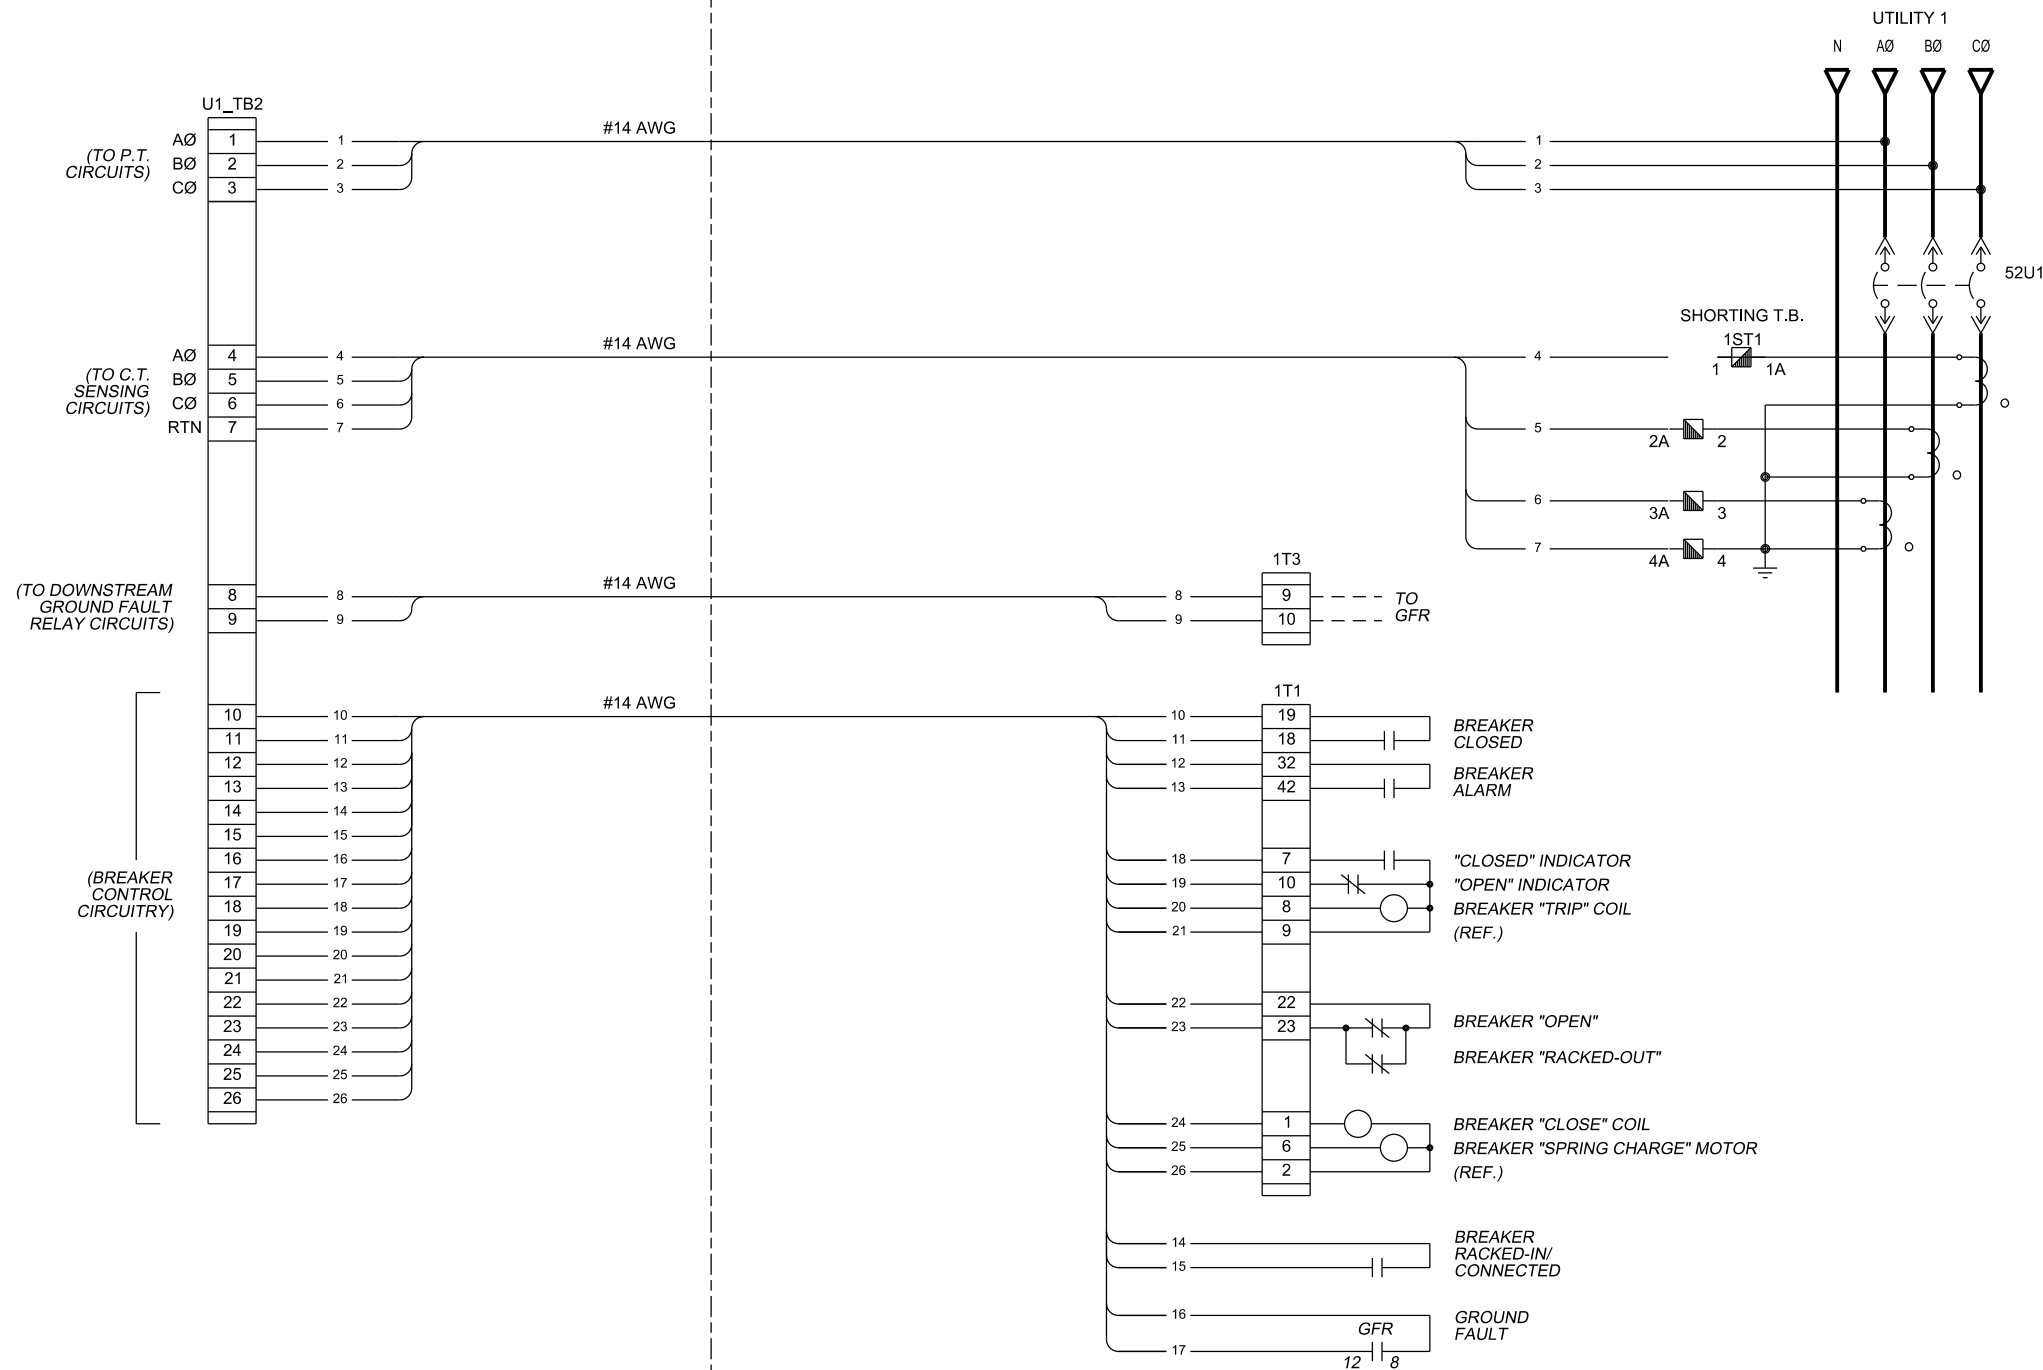 UTILITY 1
N AØ BØ CØ
U1_TB2
#14 AWG
(TO P.T.
CIRCUITS)
AØ 1 1 1
BØ 2 2 2
CØ 3 3 3
52U1
SHORTING T.B.
1ST1
#14 AWG
(TO C.T.
SENSING
CIRCUITS)
AØ 4 4 4 1 1A
BØ 5 5
CØ 6 6
RTN 7 7
5 2A 2
6 3A 3
7 4A 4
1T3
#14 AWG
(TO DOWNSTREAM
GROUND FAULT
RELAY CIRCUITS)
8 8 8 9
9 9 9 10
TO
GFR
1T1
#14 AWG
(BREAKER
CONTROL
CIRCUITRY)
10 10
11 11
12 12
13 13
14 14
15 15
16 16
17 17
18 18
19 19
20 20
21 21
22 22
23 23
24 24
25 25
26 26
10 19
11 18
BREAKER
CLOSED
12 32
13 42
BREAKER
ALARM
18 7 "CLOSED" INDICATOR
19 10 "OPEN" INDICATOR
20 8 BREAKER "TRIP" COIL
21 9 (REF.)
22 22
23 23 BREAKER "OPEN"
BREAKER "RACKED-OUT"
24 1 BREAKER "CLOSE" COIL
25 6 BREAKER "SPRING CHARGE" MOTOR
26 2 (REF.)
14
15
BREAKER
RACKED-IN/
CONNECTED
16
17
GFR
12 8
GROUND
FAULT